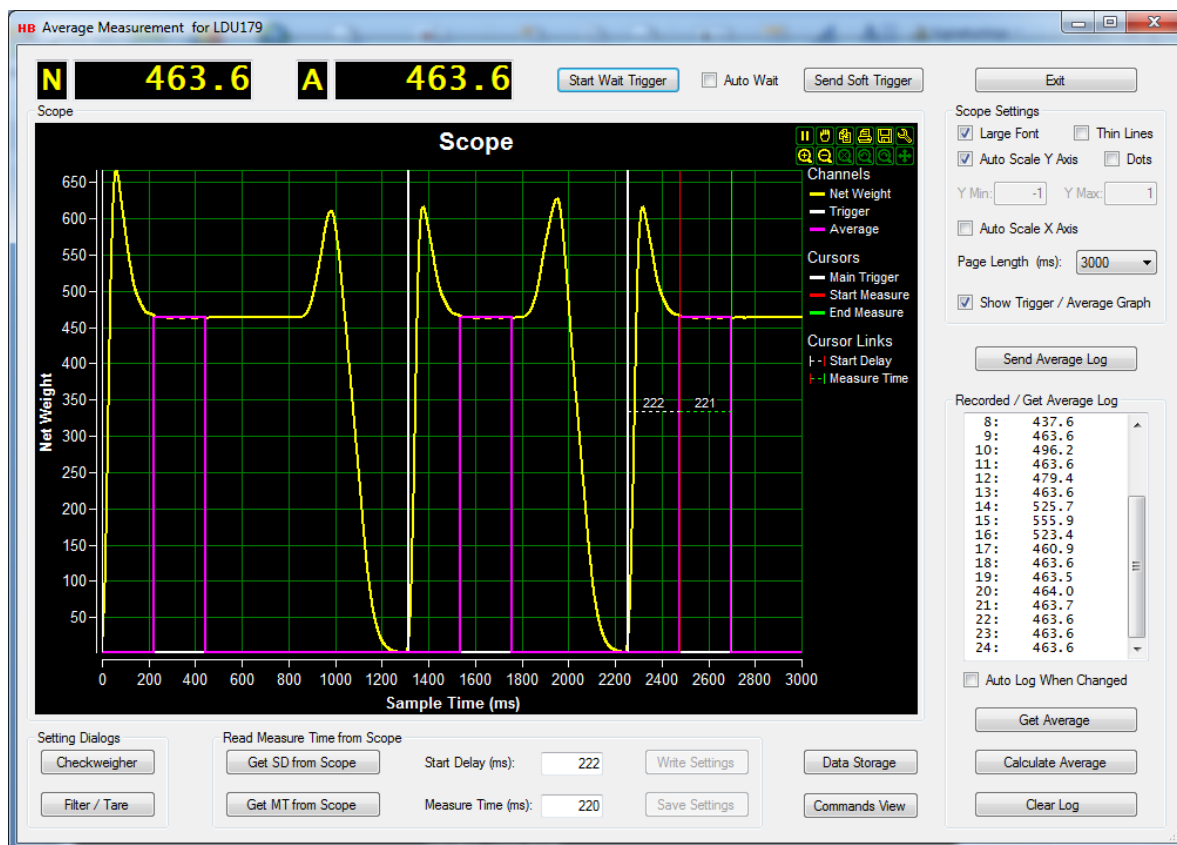 HB Average Measurement for LDU179
N 463.6 A 463.6 Start Wait Trigger Auto Wait Send Soft Trigger Exit
Scope
Scope
Channels
Net Weight
Trigger
Average
Cursors
Main Trigger
Start Measure
End Measure
Cursor Links
Start Delay
Measure Time
650
600
550
500
450
400
350
300
250
200
150
100
50
Net Weight
222 221
0 200 400 600 800 1000 1200 1400 1600 1800 2000 2200 2400 2600 2800 3000
Sample Time (ms)
Scope Settings
Large Font Thin Lines
Auto Scale Y Axis Dots
Y Min: -1 Y Max: 1
Auto Scale X Axis
Page Length (ms): 3000
Show Trigger / Average Graph
Send Average Log
Recorded / Get Average Log
8: 437.6
9: 463.6
10: 496.2
11: 463.6
12: 479.4
13: 463.6
14: 525.7
15: 555.9
16: 523.4
17: 460.9
18: 463.6
19: 463.5
20: 464.0
21: 463.7
22: 463.6
23: 463.6
24: 463.6
Auto Log When Changed
Get Average
Calculate Average
Clear Log
Setting Dialogs
Checkweigher
Filter / Tare
Read Measure Time from Scope
Get SD from Scope Start Delay (ms): 222 Write Settings
Get MT from Scope Measure Time (ms): 220 Save Settings
Data Storage
Commands View